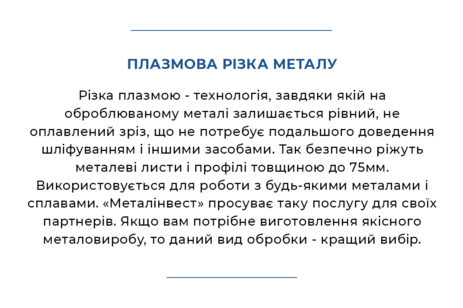 ПЛАЗМОВА РІЗКА МЕТАЛУ
Різка плазмою - технологія, завдяки якій на
оброблюваному металі залишається рівний, не
оплавлений зріз, що не потребує подальшого доведення
шліфуванням і іншими засобами. Так безпечно ріжуть
металеві листи і профілі товщиною до 75мм.
Використовується для роботи з будь-якими металами і
сплавами. «Металінвест» просуває таку послугу для своїх
партнерів. Якщо вам потрібне виготовлення якісного
металовиробу, то даний вид обробки - кращий вибір.